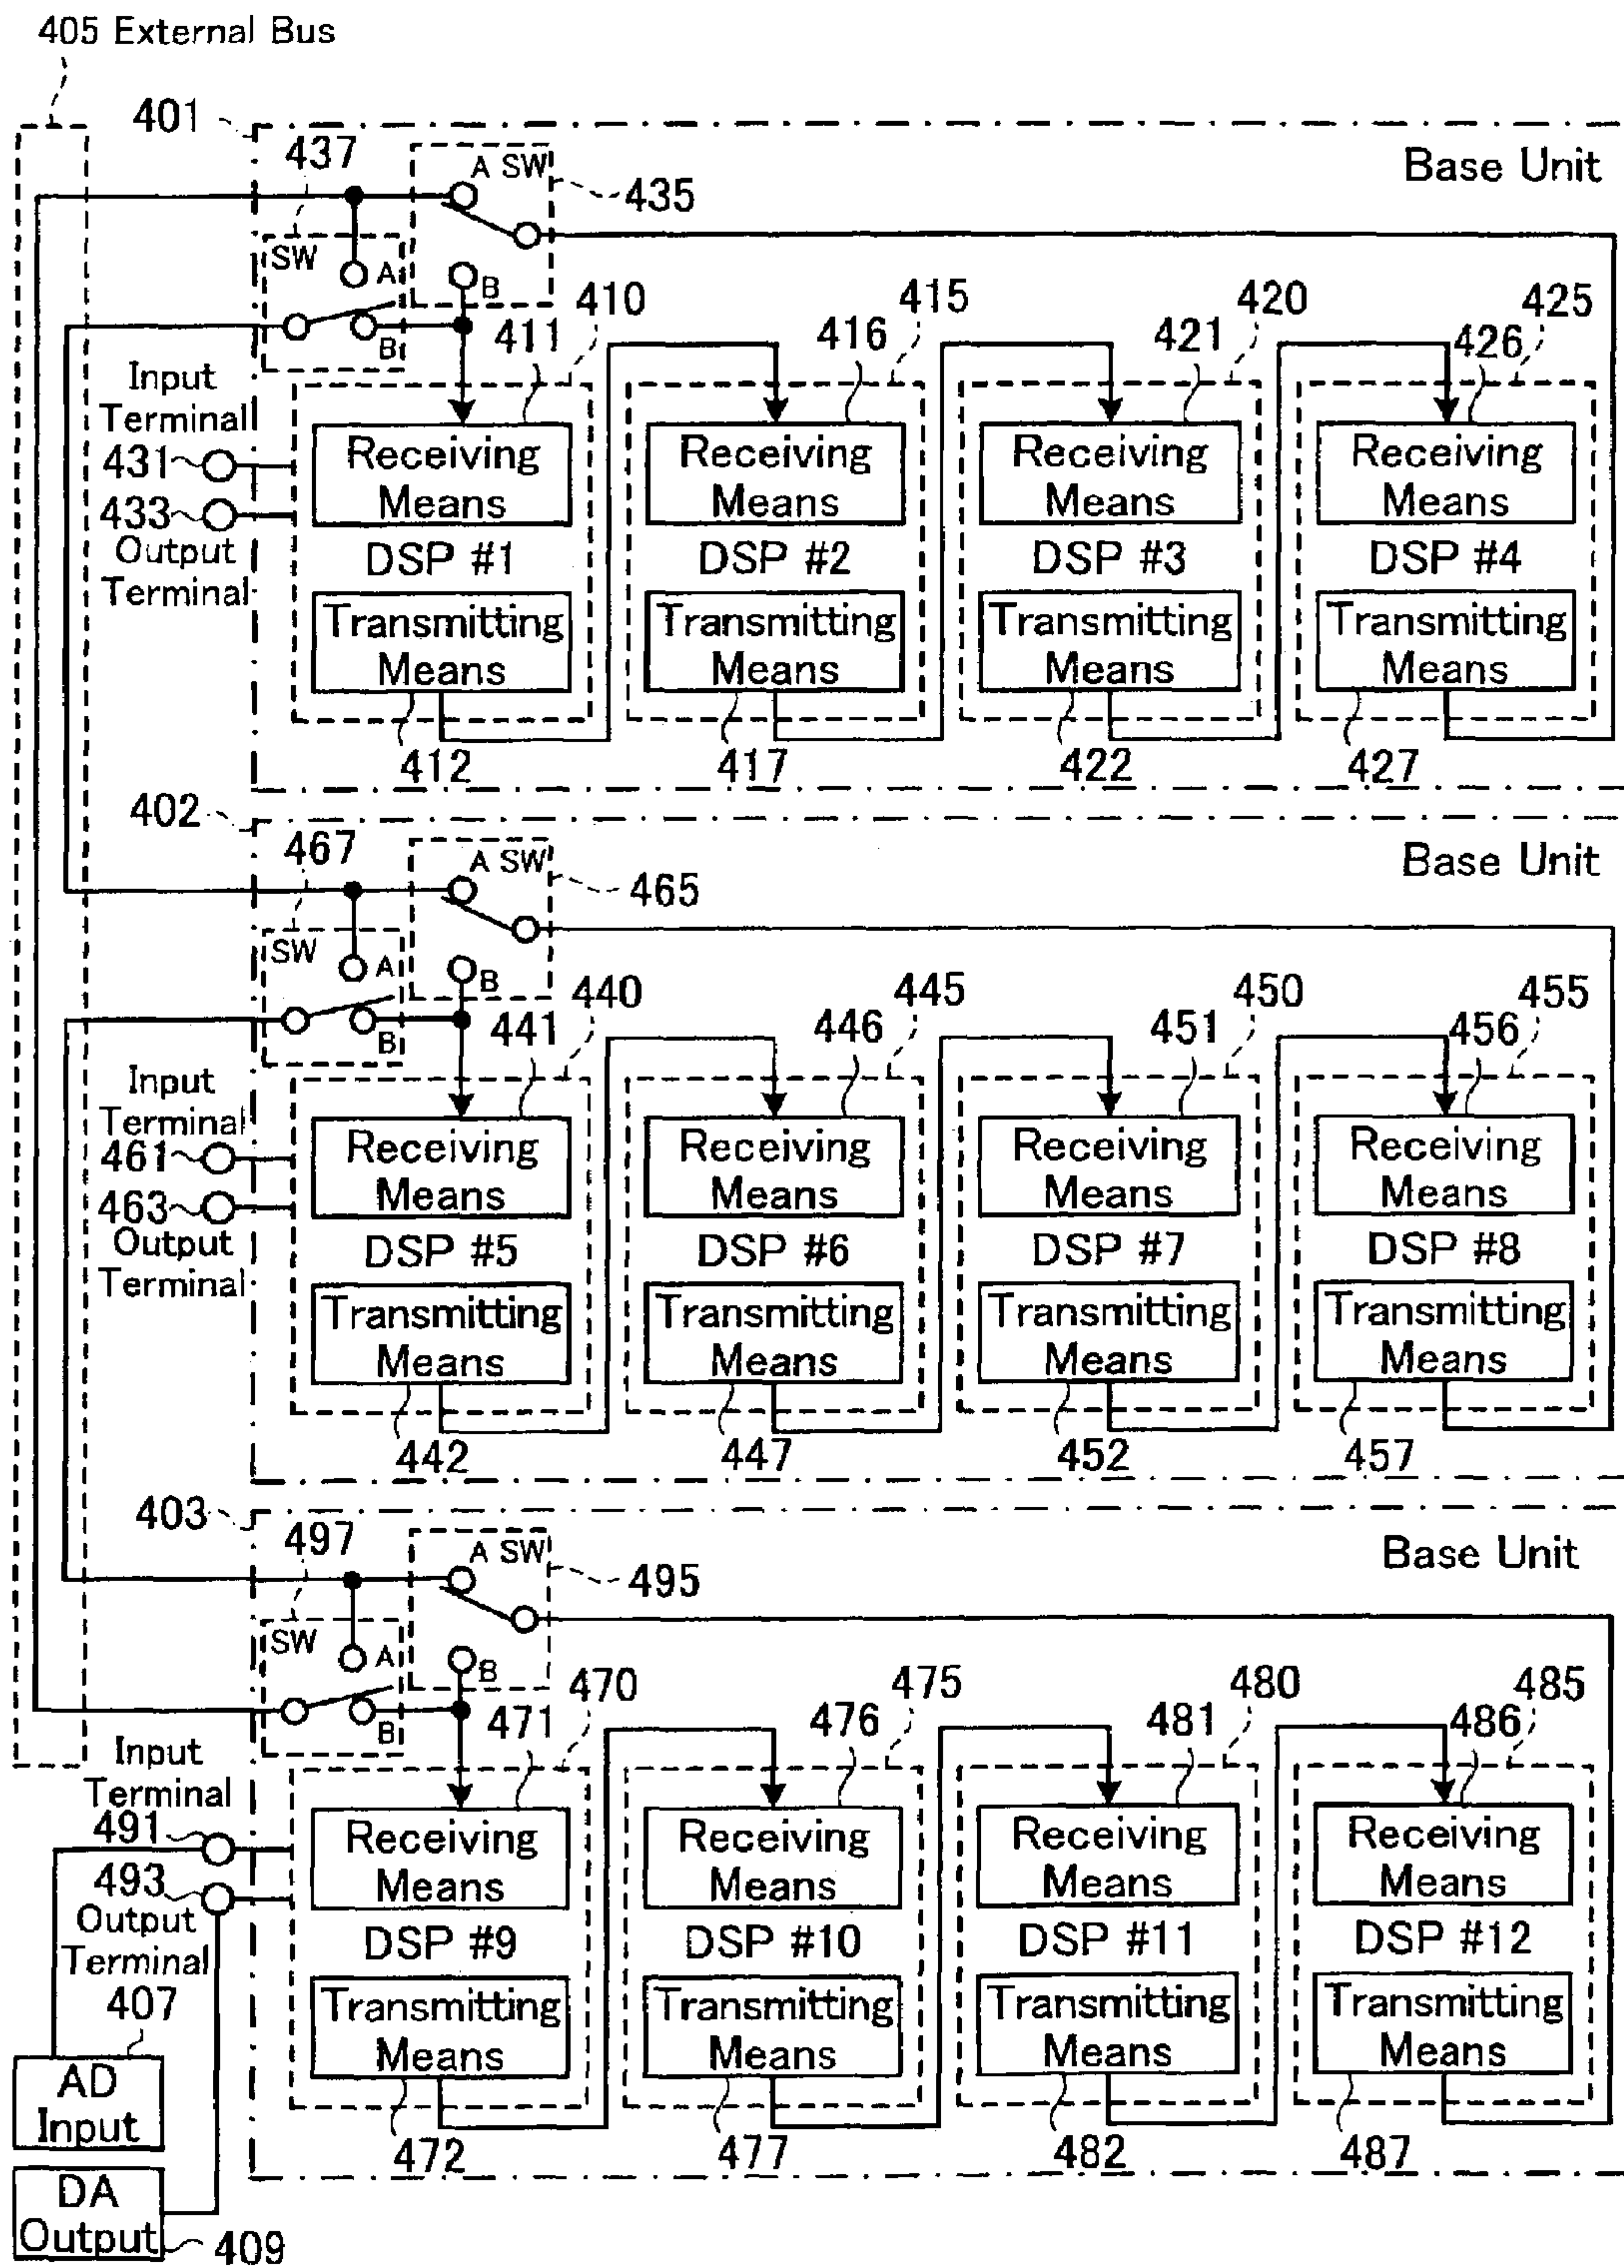 405 External Bus
401
437
A SW
435
Base Unit
SW
A
B
B
410
415
420
425
411
416
421
426
Input
Terminal
431
433
Output
Terminal
Receiving
Means
DSP #1
Transmitting
Means
Receiving
Means
DSP #2
Transmitting
Means
Receiving
Means
DSP #3
Transmitting
Means
Receiving
Means
DSP #4
Transmitting
Means
412
417
422
427
402
467
A SW
465
Base Unit
SW
A
B
B
440
445
450
455
441
446
451
456
Input
Terminal
461
463
Output
Terminal
Receiving
Means
DSP #5
Transmitting
Means
Receiving
Means
DSP #6
Transmitting
Means
Receiving
Means
DSP #7
Transmitting
Means
Receiving
Means
DSP #8
Transmitting
Means
442
447
452
457
403
497
A SW
495
Base Unit
SW
A
B
B
470
475
480
485
471
476
481
486
Input
Terminal
491
493
Output
Terminal
Receiving
Means
DSP #9
Transmitting
Means
Receiving
Means
DSP #10
Transmitting
Means
Receiving
Means
DSP #11
Transmitting
Means
Receiving
Means
DSP #12
Transmitting
Means
472
477
482
487
407
AD
Input
DA
Output
409